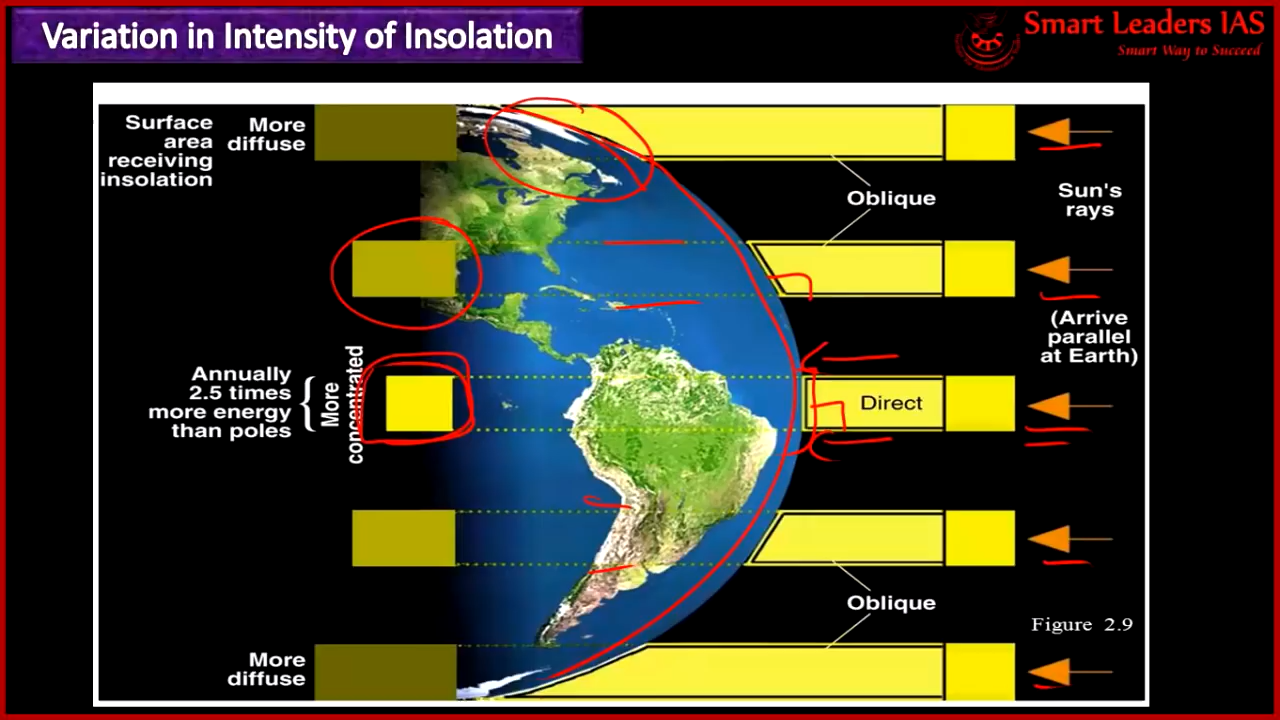 Variation in Intensity of Insolation
Smart Leaders IAS
Smart Way to Succeed
Surface
area
receiving
insolation
More
diffuse
Oblique
Sun's
rays
(Arrive
parallel
at Earth)
Annually
2.5 times
more energy
than poles
More
concentrated
Direct
Oblique
Figure 2.9
More
diffuse